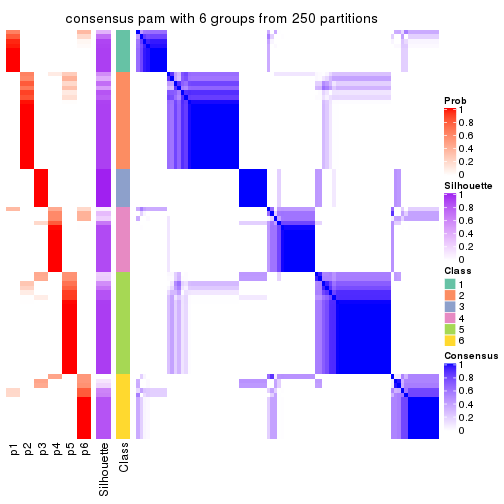 consensus pam with 6 groups from 250 partitions
Prob
1
0.8
0.6
0.4
0.2
0
Silhouette
1
0.8
0.6
0.4
0.2
0
Class
1
2
3
4
5
6
Consensus
1
0.8
0.6
0.4
0.2
0
p1
p2
p3
p4
p5
p6
Silhouette
Class